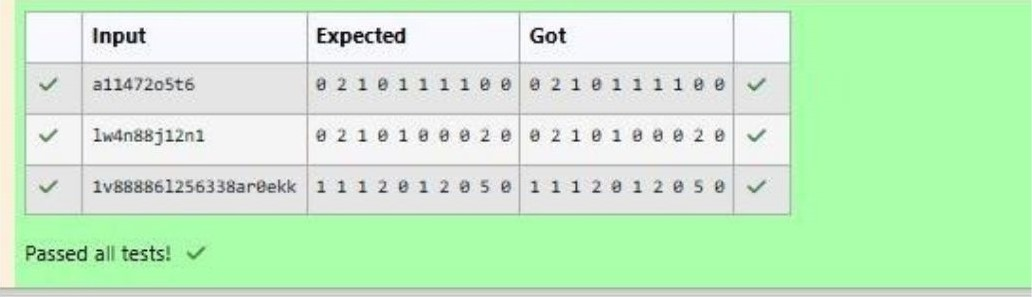 Input Expected Got
✓ a11472o5t6 0 2 1 0 1 1 1 1 0 0 0 2 1 0 1 1 1 1 0 0 ✓
✓ lw4n88j12n1 0 2 1 0 1 0 0 0 2 0 0 2 1 0 1 0 0 0 2 0 ✓
✓ 1v88886l256338ar0ekk 1 1 1 2 0 1 2 0 5 0 1 1 1 2 0 1 2 0 5 0 ✓
Passed all tests! ✓